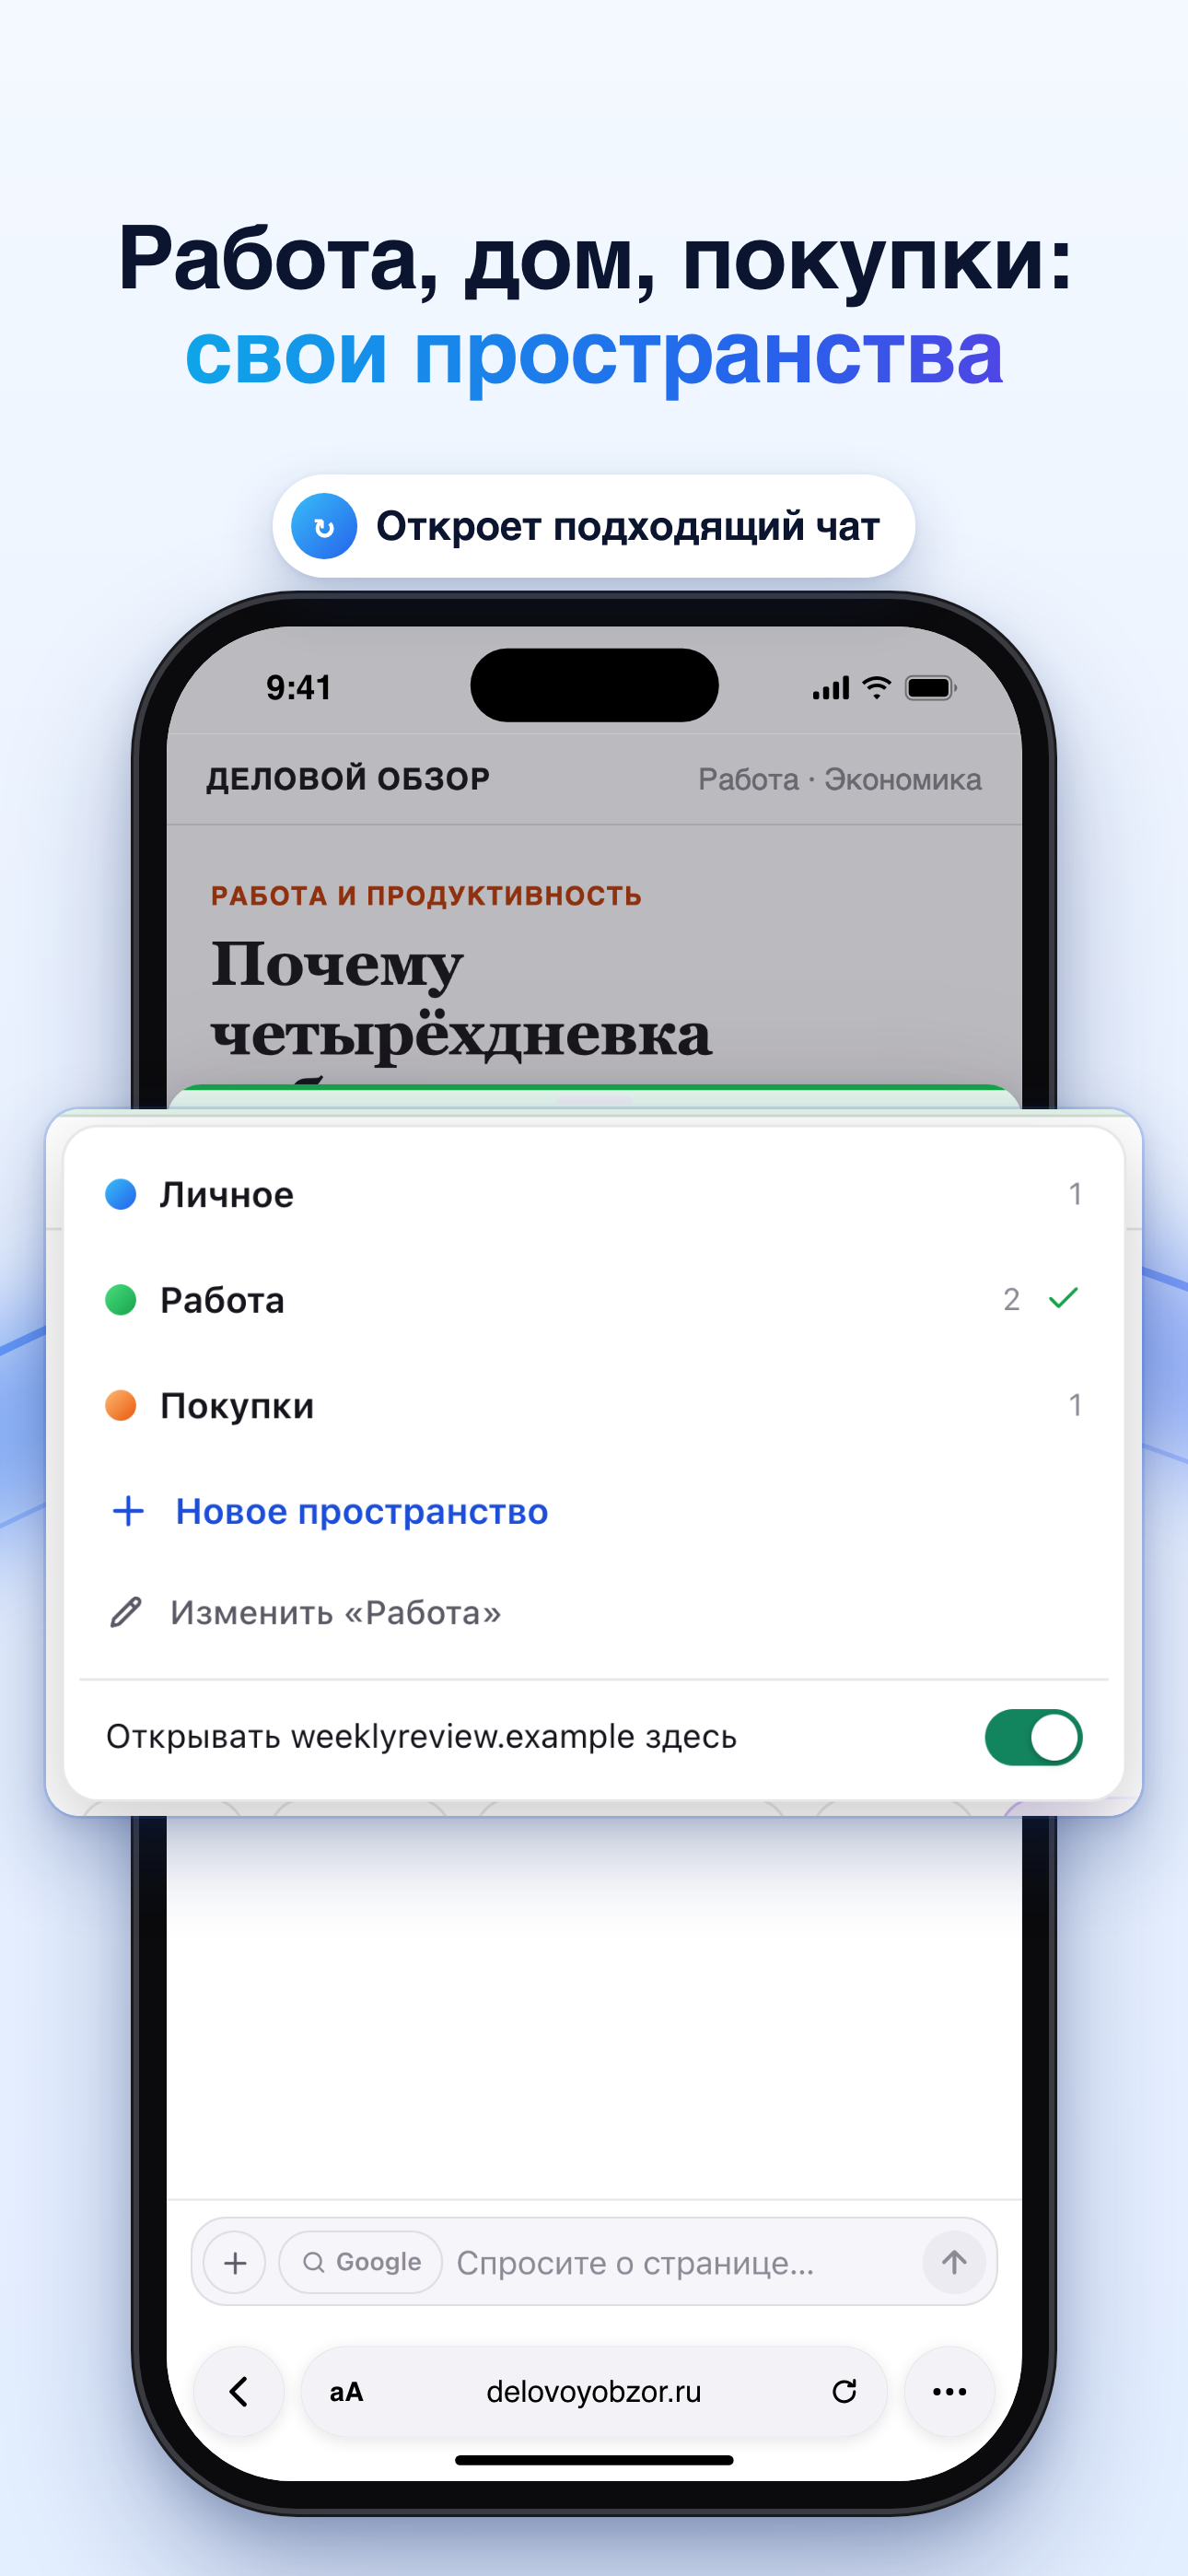 Работа, дом, покупки:
свои пространства
Откроет подходящий чат
9:41
ДЕЛОВОЙ ОБЗОР
Работа · Экономика
РАБОТА И ПРОДУКТИВНОСТЬ
Почему
четырёхдневка
Личное 1
Работа 2
Покупки 1
Новое пространство
Изменить «Работа»
Открывать weeklyreview.example здесь
Google Спросите о странице...
aA delovoyobzor.ru